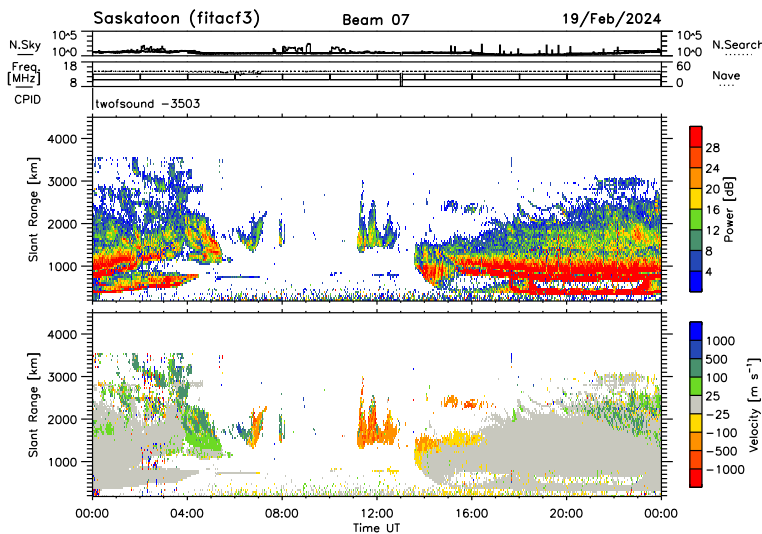 Saskatoon (fitacf3) Beam 07 19/Feb/2024
10^5 10^5
N.Sky N.Search
10^0 10^0
18 60
Freq.
[MHz] Nave
10 0
CPID twofsound -3503
4000
3000
2000
1000
Slant Range [km]
28
24
20
16
12
8
4
Power [dB]
4000
3000
2000
1000
Slant Range [km]
1000
500
100
25
-25
-100
-500
-1000
Velocity [m s⁻¹]
00:00 04:00 08:00 12:00 16:00 20:00 00:00
Time UT